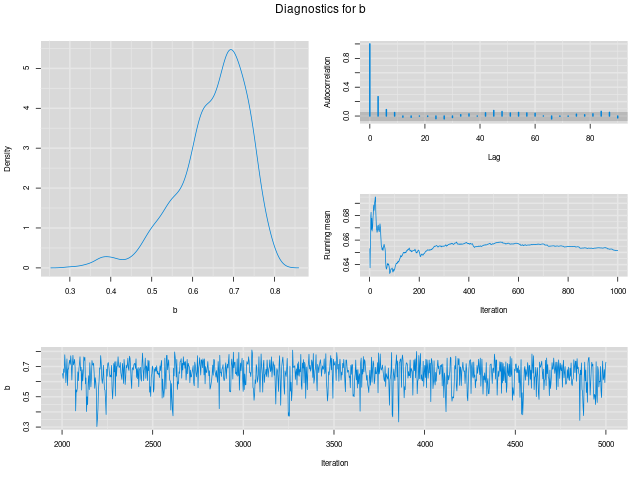 Diagnostics for b
Density
0 1 2 3 4 5
0.3 0.4 0.5 0.6 0.7 0.8
b
Autocorrelation
0.0 0.4 0.8
0 20 40 60 80
Lag
Running mean
0.64 0.66 0.68
0 200 400 600 800 1000
Iteration
b
0.3 0.5 0.7
2000 2500 3000 3500 4000 4500 5000
Iteration